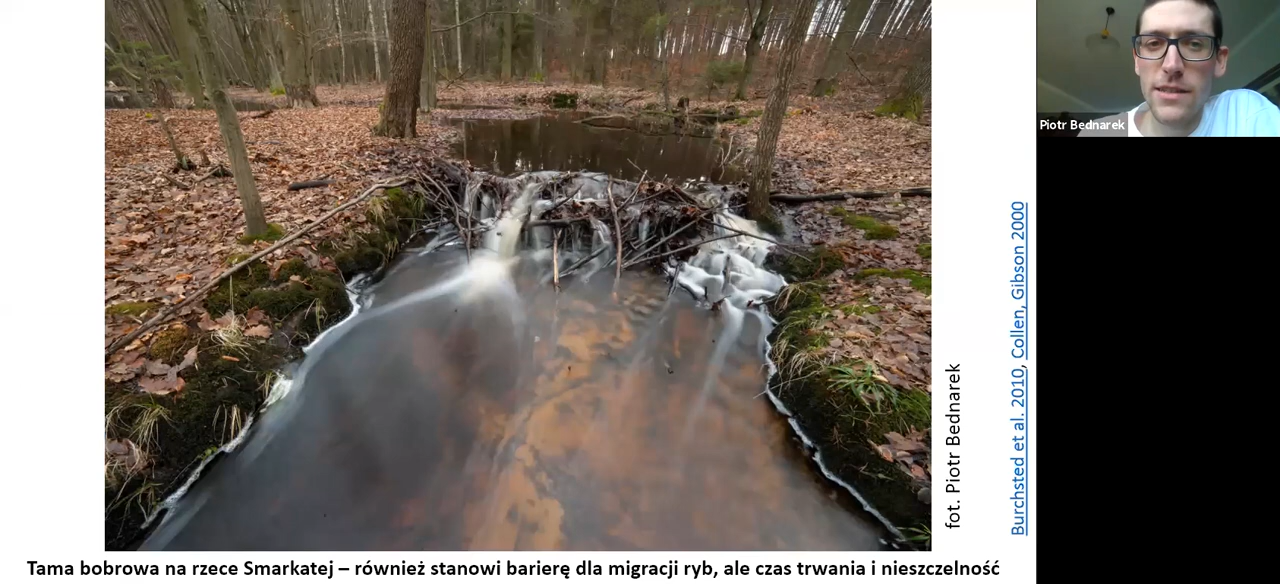 Piotr Bednarek
fot. Piotr Bednarek
Burchsted et al. 2010, Collen, Gibson 2000
Tama bobrowa na rzece Smarkatej – również stanowi barierę dla migracji ryb, ale czas trwania i nieszczelność